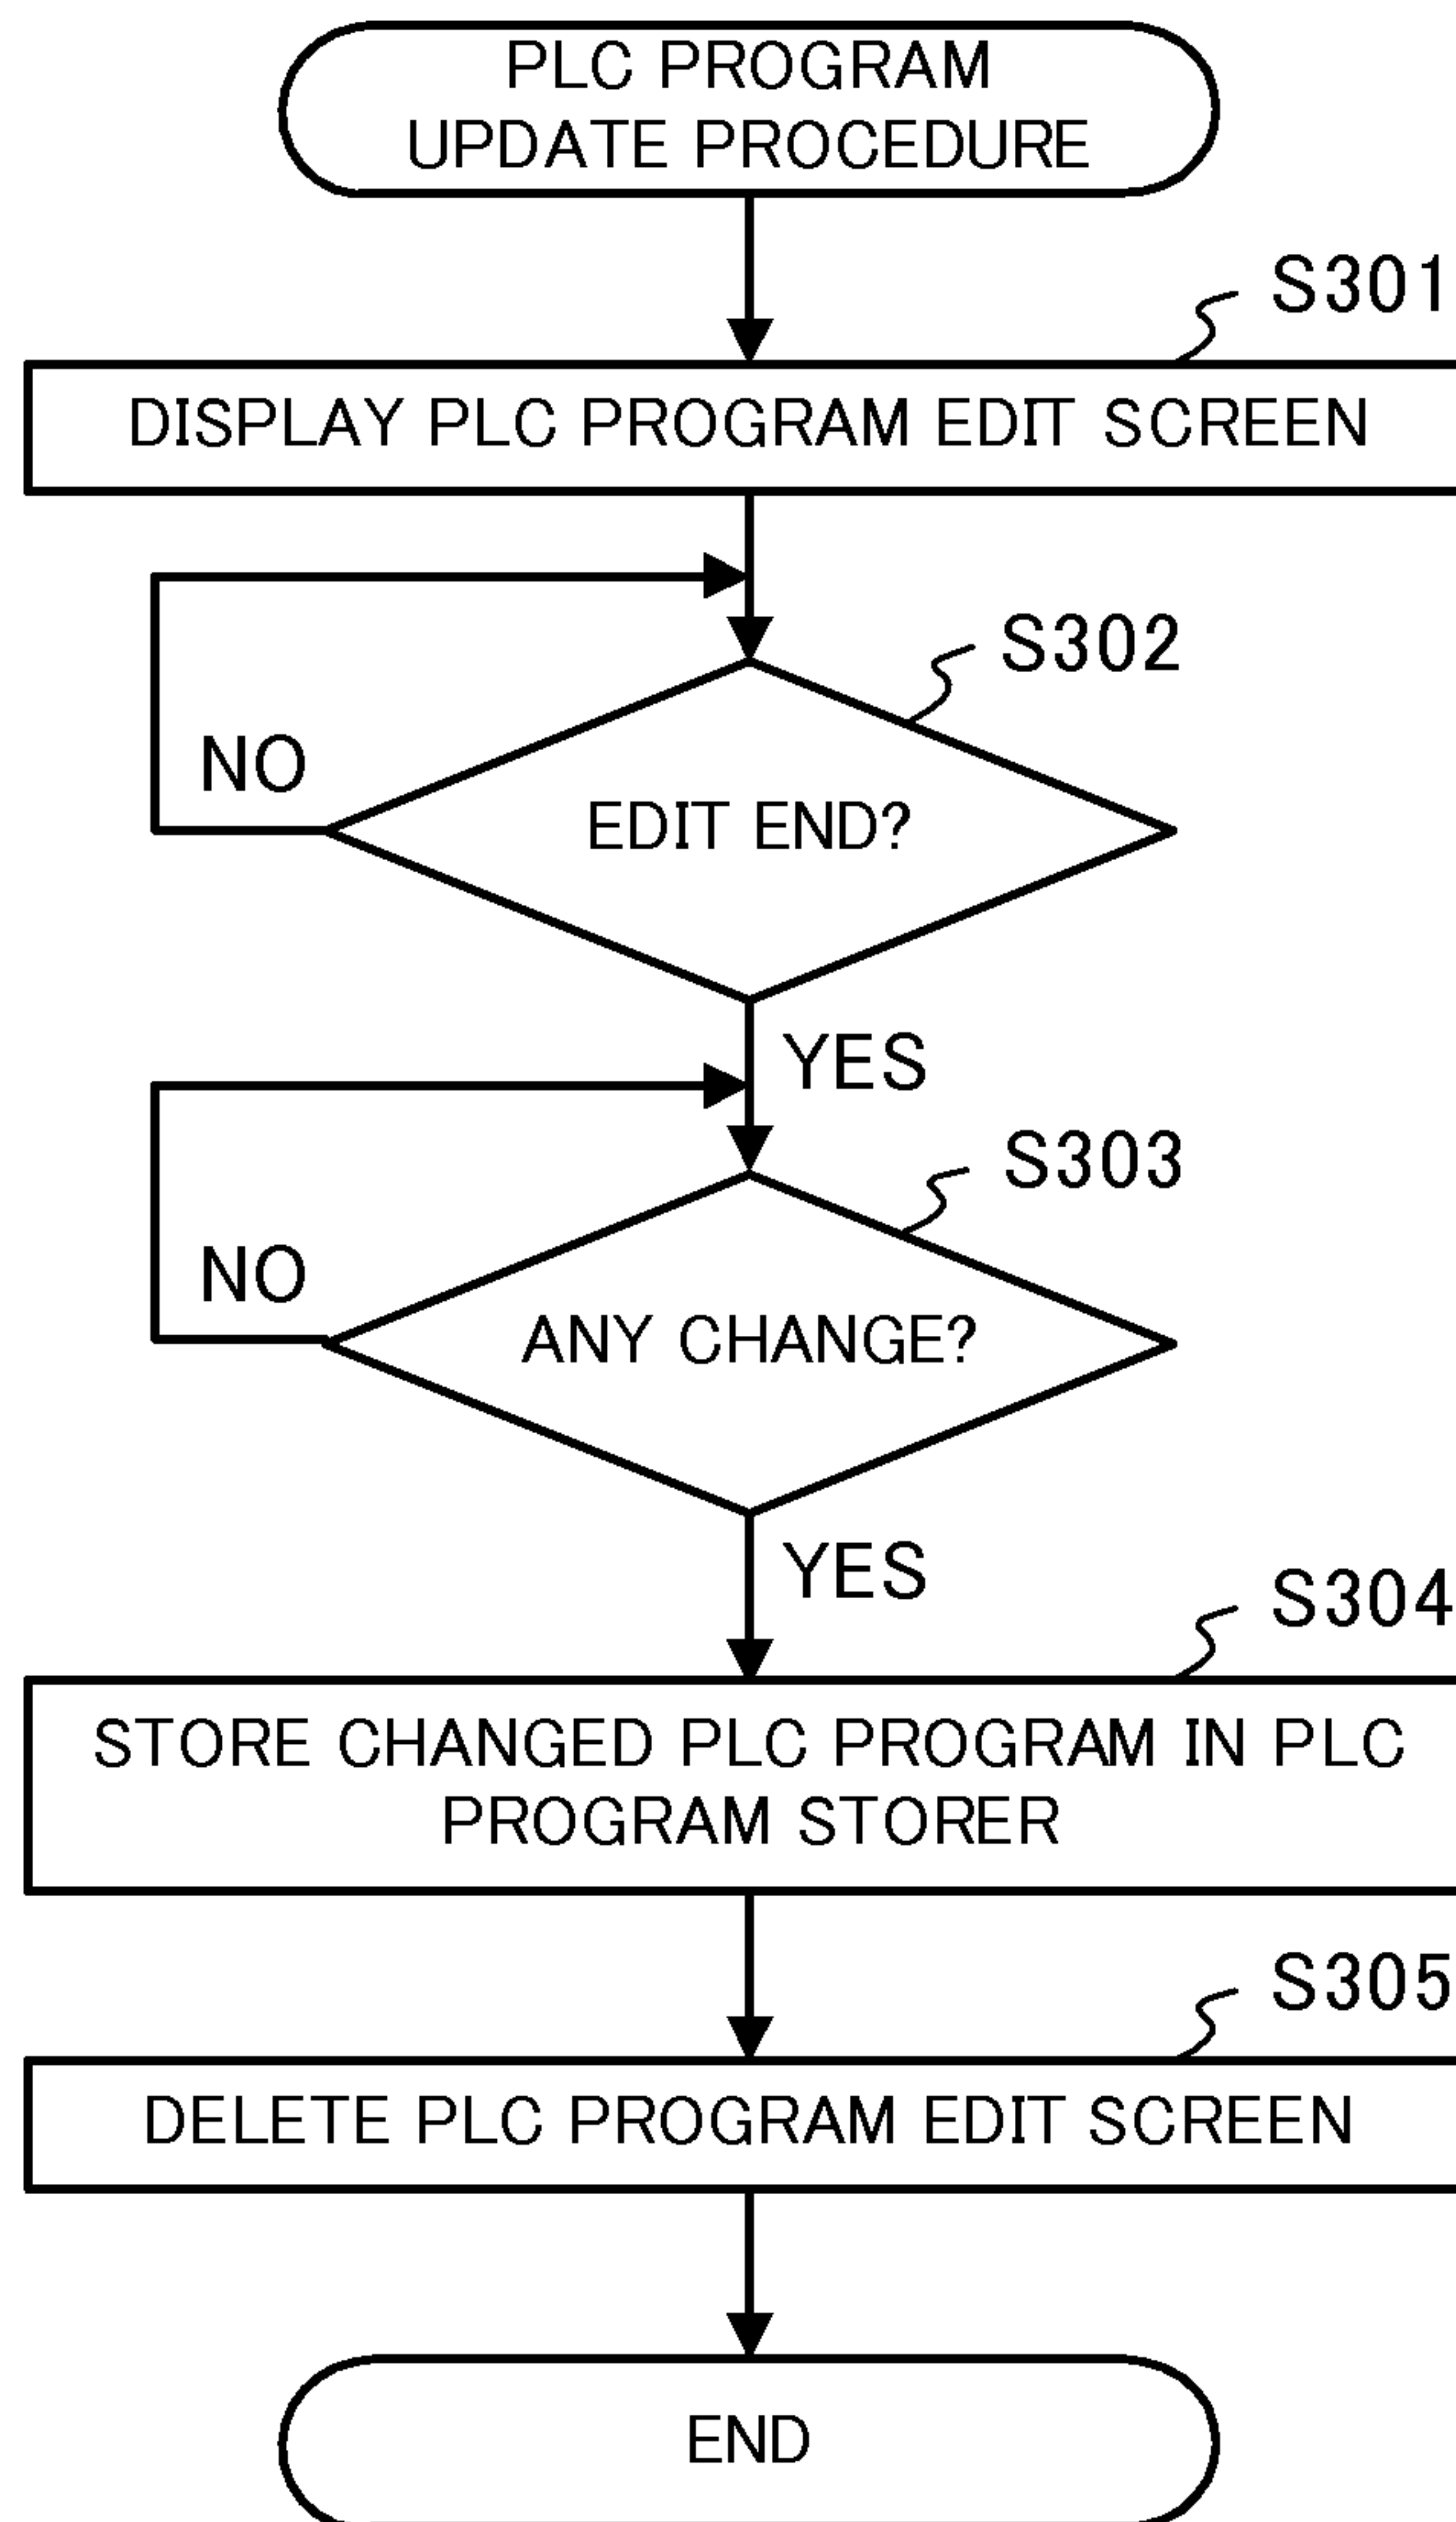 PLC PROGRAM
UPDATE PROCEDURE
S301
DISPLAY PLC PROGRAM EDIT SCREEN
S302
NO
EDIT END?
YES
S303
NO
ANY CHANGE?
YES
S304
STORE CHANGED PLC PROGRAM IN PLC
PROGRAM STORER
S305
DELETE PLC PROGRAM EDIT SCREEN
END